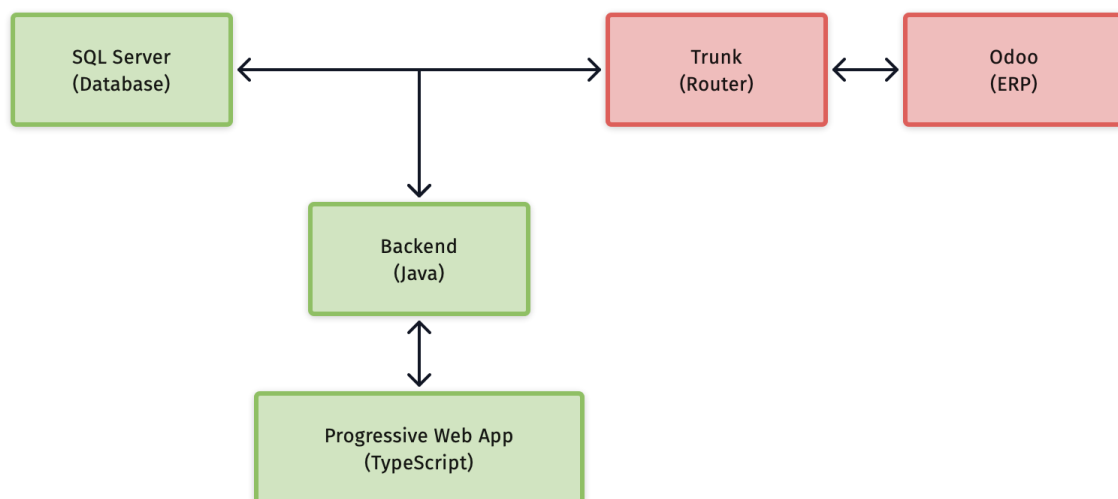 SQL Server
(Database)
Trunk
(Router)
Odoo
(ERP)
Backend
(Java)
Progressive Web App
(TypeScript)